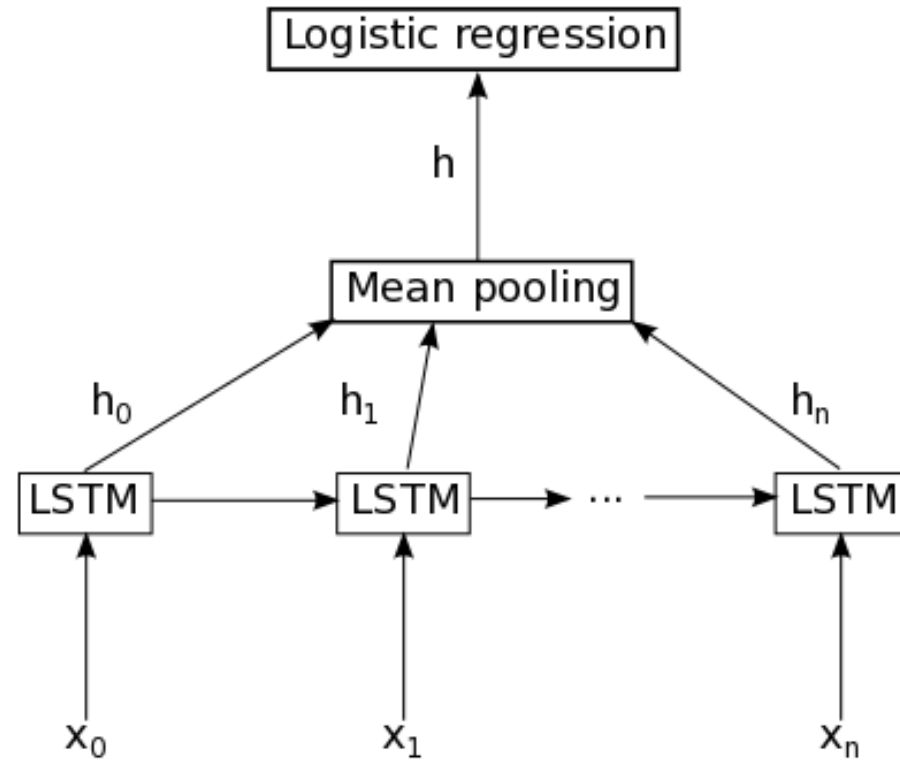 Logistic regression
h
Mean pooling
h₀ h₁ hₙ
LSTM LSTM ... LSTM
x₀ x₁ xₙ